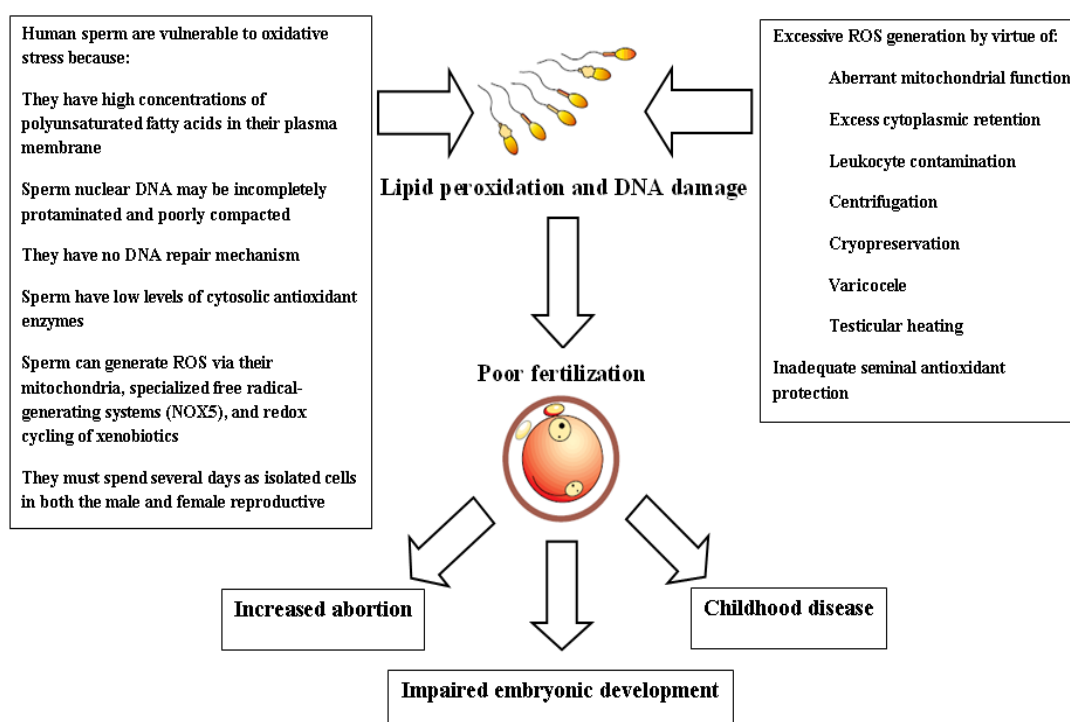 Human sperm are vulnerable to oxidative
stress because:
They have high concentrations of
polyunsaturated fatty acids in their plasma
membrane
Sperm nuclear DNA may be incompletely
protaminated and poorly compacted
They have no DNA repair mechanism
Sperm have low levels of cytosolic antioxidant
enzymes
Sperm can generate ROS via their
mitochondria, specialized free radical-
generating systems (NOX5), and redox
cycling of xenobiotics
They must spend several days as isolated cells
in both the male and female reproductive
Excessive ROS generation by virtue of:
Aberrant mitochondrial function
Excess cytoplasmic retention
Leukocyte contamination
Centrifugation
Cryopreservation
Varicocele
Testicular heating
Inadequate seminal antioxidant
protection
Lipid peroxidation and DNA damage
Poor fertilization
Increased abortion
Childhood disease
Impaired embryonic development